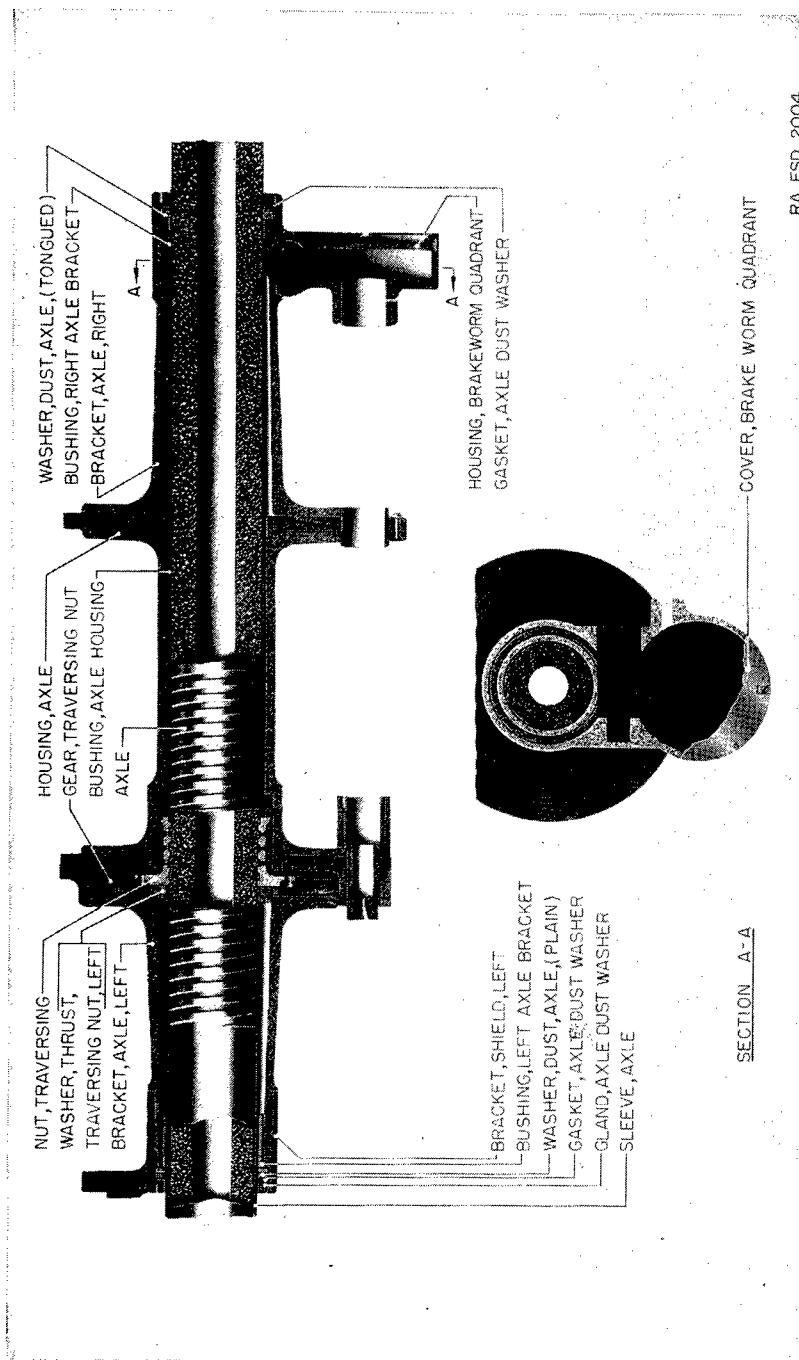 NUT,TRAVERSING
WASHER,THRUST,
TRAVERSING NUT,LEFT
BRACKET,AXLE,LEFT
HOUSING,AXLE
GEAR,TRAVERSING NUT
BUSHING,AXLE HOUSING
AXLE
WASHER,DUST,AXLE,(TONGUED)
BUSHING,RIGHT AXLE BRACKET
BRACKET,AXLE,RIGHT
A
A
BRACKET,SHIELD,LEFT
BUSHING,LEFT AXLE BRACKET
WASHER,DUST,AXLE,(PLAIN)
GASKET,AXLE DUST WASHER
GLAND,AXLE DUST WASHER
SLEEVE,AXLE
HOUSING,BRAKEWORM QUADRANT
GASKET,AXLE DUST WASHER
SECTION A-A
COVER,BRAKE WORM QUADRANT
RA FSD 2004